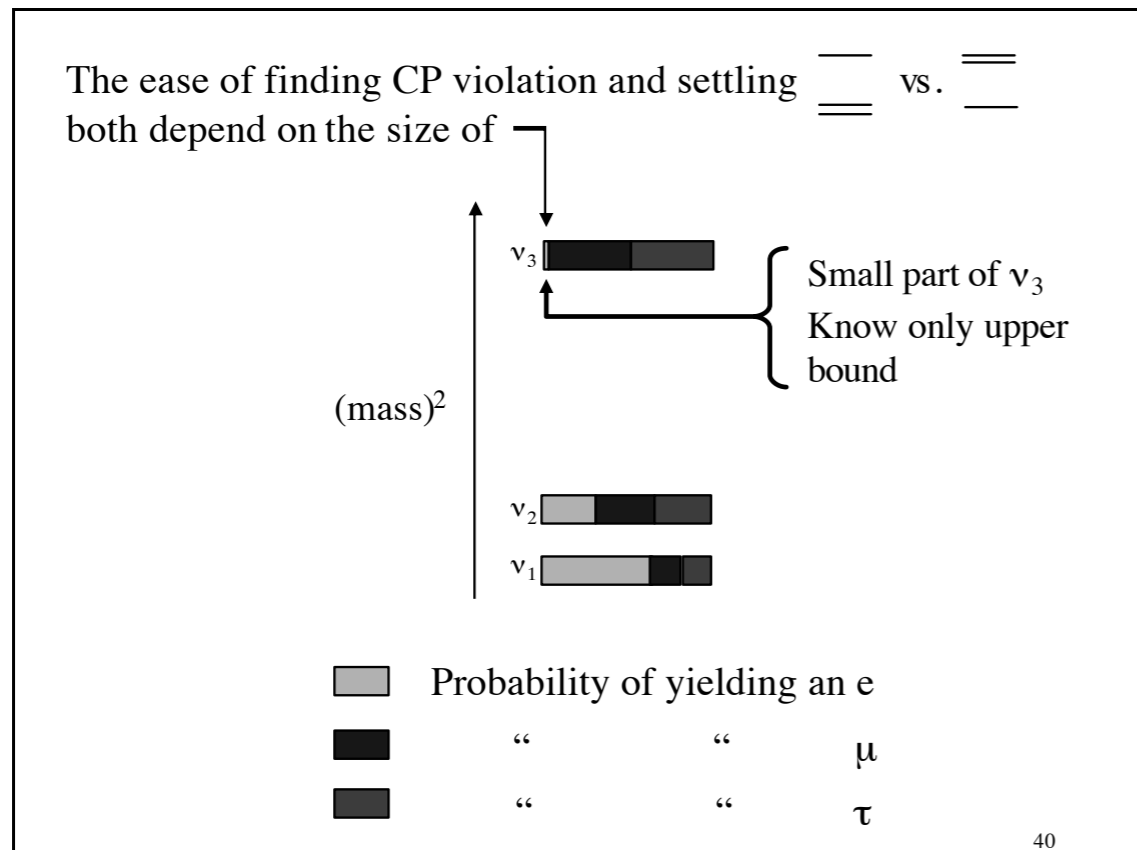 The ease of finding CP violation and settling vs.
both depend on the size of
ν3
Small part of ν3
Know only upper
bound
(mass)2
ν2
ν1
Probability of yielding an e
“ “ μ
“ “ τ
40